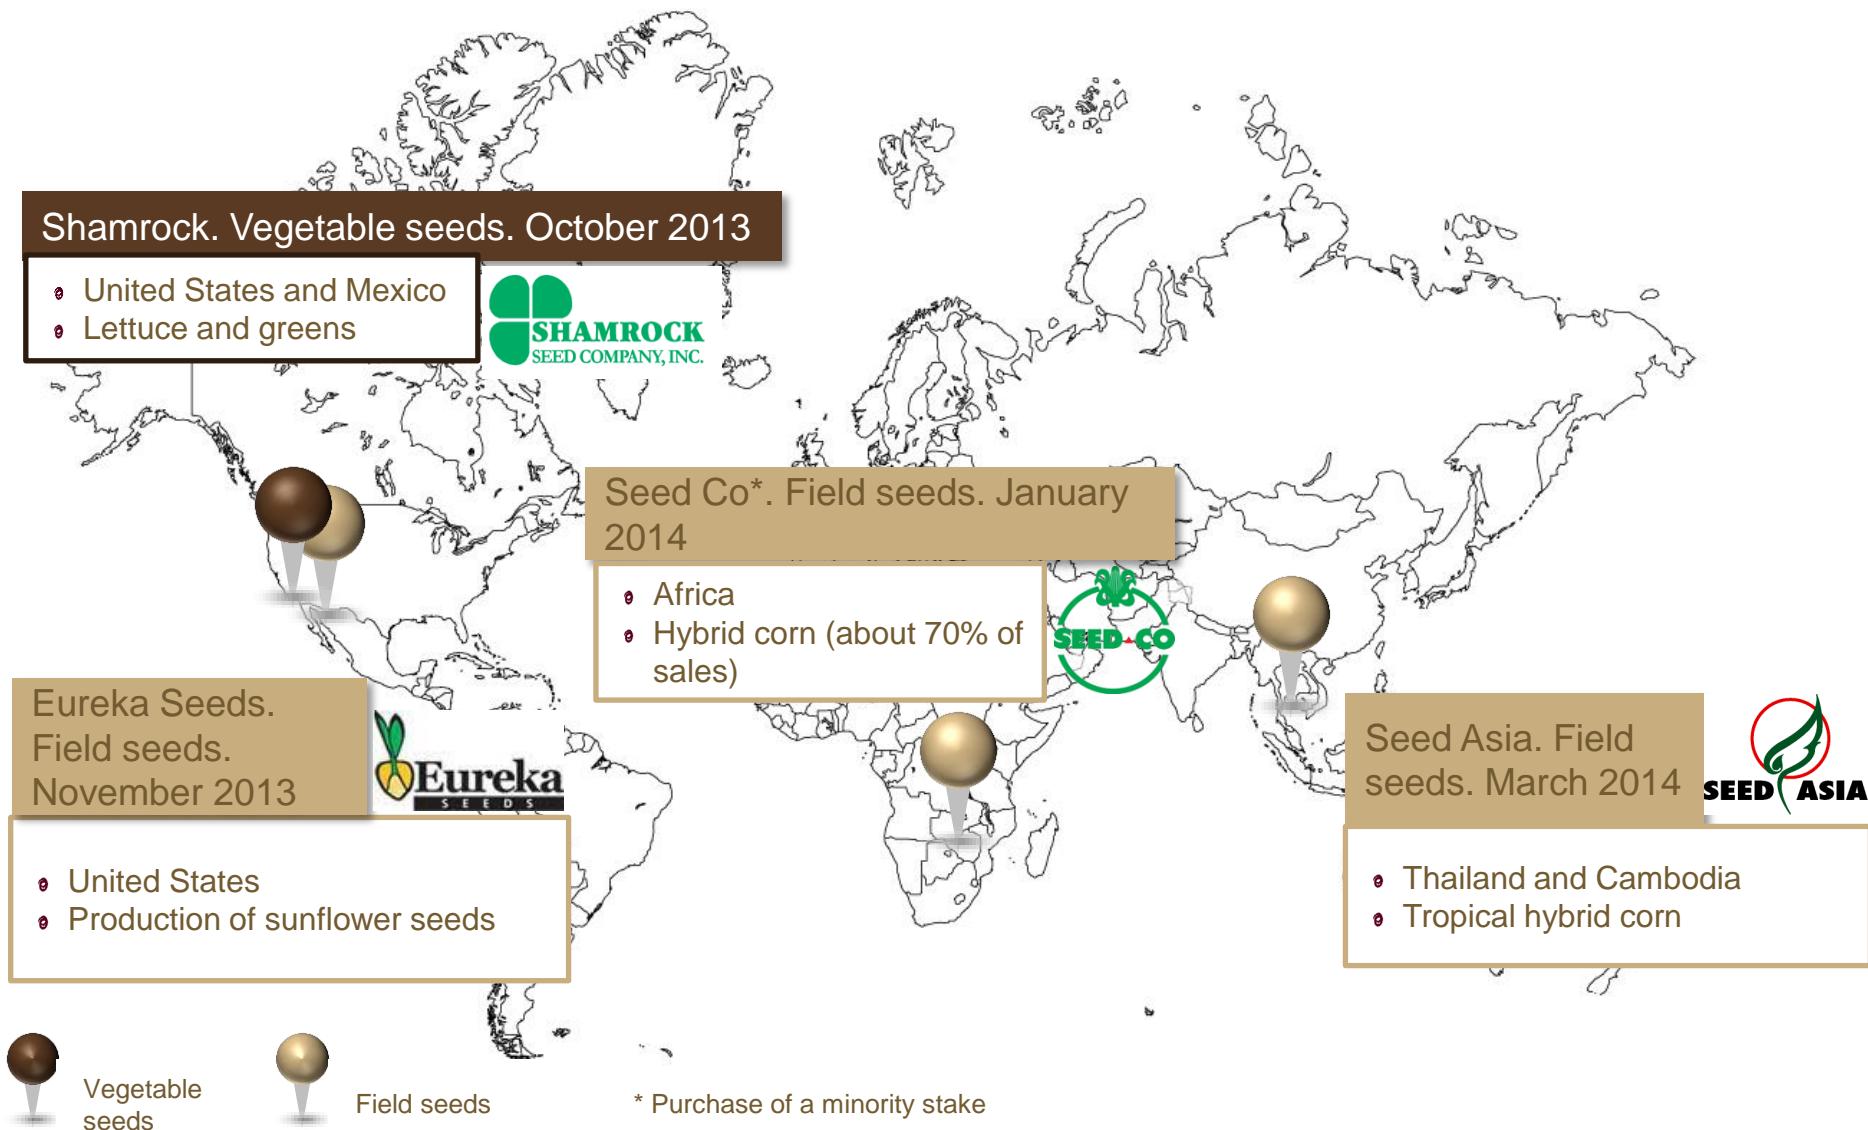 Shamrock. Vegetable seeds. October 2013
United States and Mexico
Lettuce and greens
SHAMROCK
SEED COMPANY, INC.
Seed Co*. Field seeds. January
2014
Africa
Hybrid corn (about 70% of
sales)
SEED CO
Eureka Seeds.
Field seeds.
November 2013
Eureka
SEEDS
United States
Production of sunflower seeds
Seed Asia. Field
seeds. March 2014
SEED ASIA
Thailand and Cambodia
Tropical hybrid corn
Vegetable
seeds
Field seeds
* Purchase of a minority stake